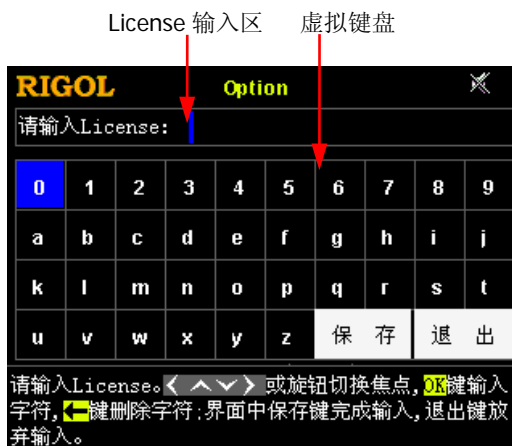 License 输入区 虚拟键盘
RIGOL Option
请输入License:
0 1 2 3 4 5 6 7 8 9
a b c d e f g h i j
k l m n o p q r s t
u v w x y z 保 存 退 出
请输入License。或旋钮切换焦点,OK键输入
字符,键删除字符;界面中保存键完成输入,退出键放
弃输入。